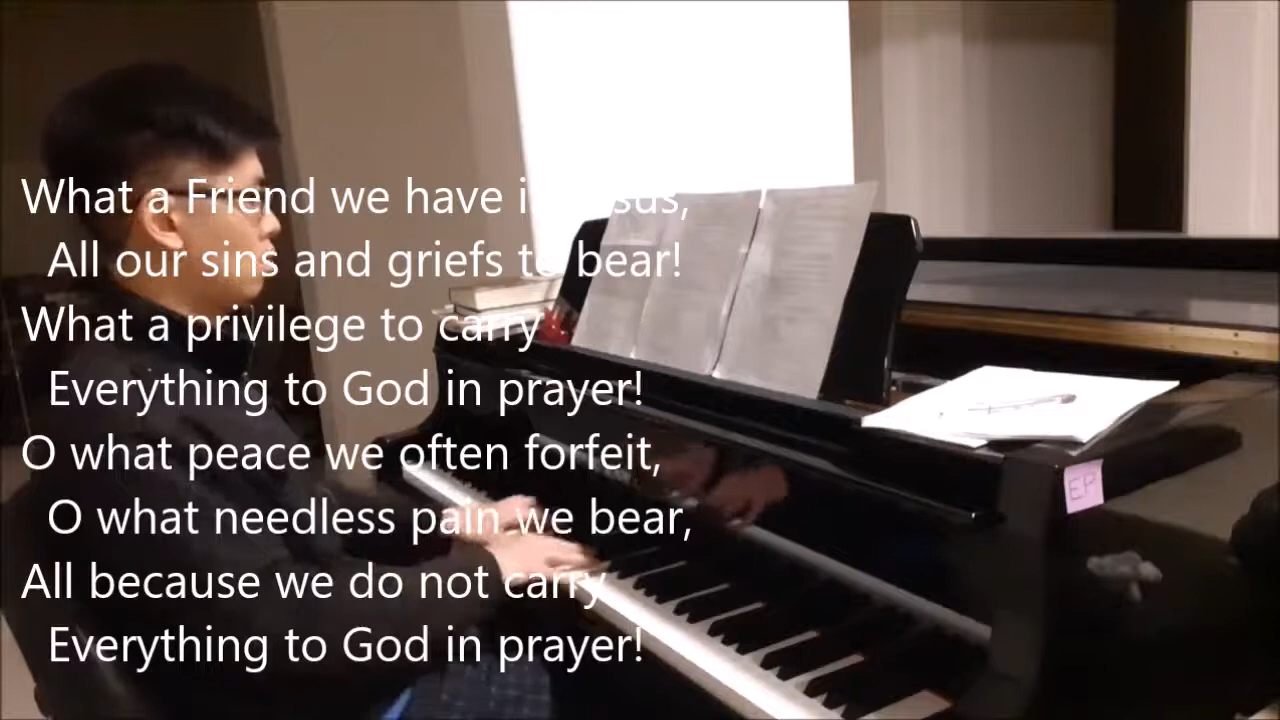 What a Friend we have in Jesus,
All our sins and griefs to bear!
What a privilege to carry
Everything to God in prayer!
O what peace we often forfeit,
O what needless pain we bear,
All because we do not carry
Everything to God in prayer!
EP